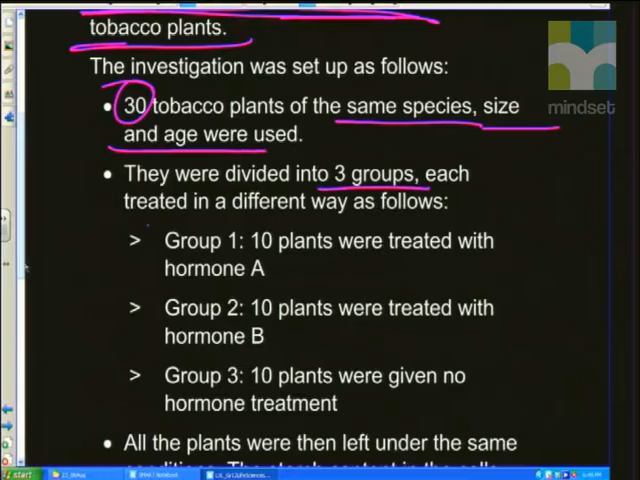 tobacco plants.
The investigation was set up as follows:
• 30 tobacco plants of the same species, size
and age were used.
• They were divided into 3 groups, each
treated in a different way as follows:
> Group 1: 10 plants were treated with
hormone A
> Group 2: 10 plants were treated with
hormone B
> Group 3: 10 plants were given no
hormone treatment
• All the plants were then left under the same
mindset
start